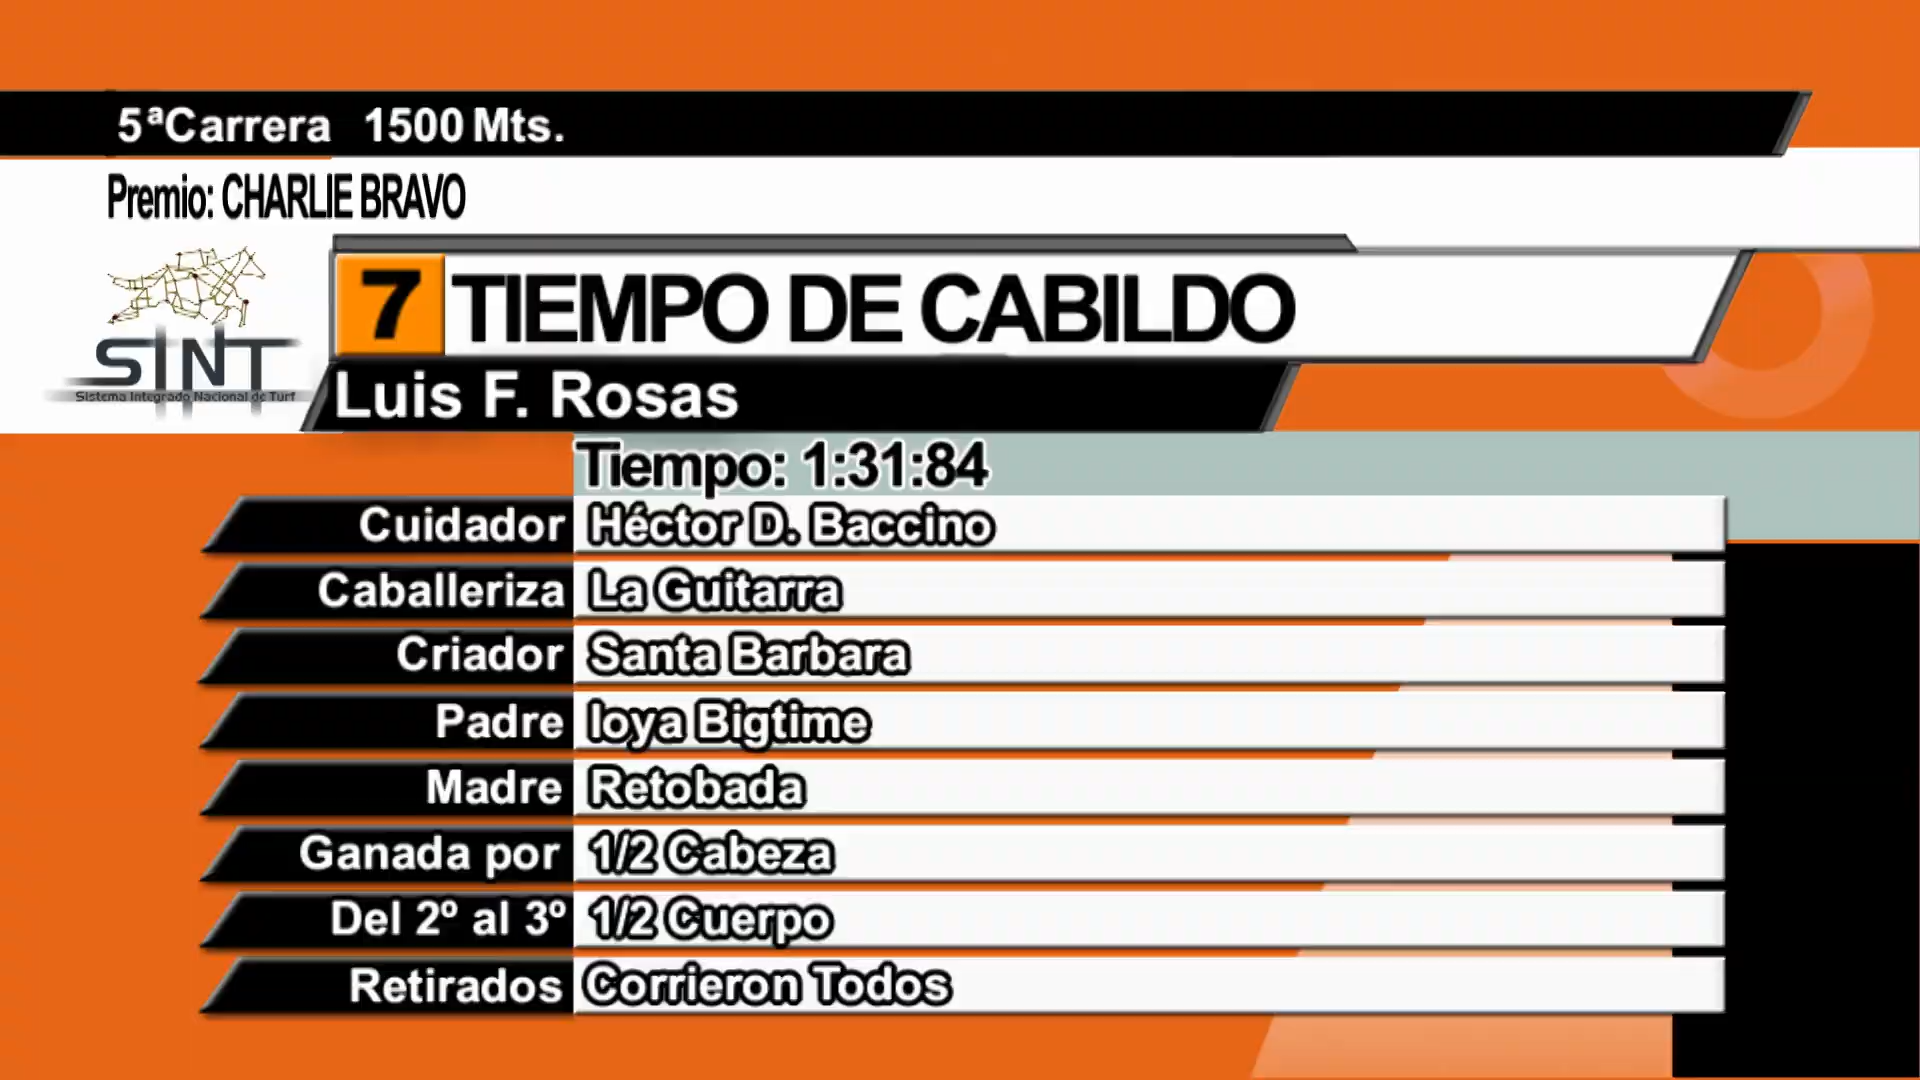 5ªCarrera 1500 Mts.
Premio: CHARLIE BRAVO
SINT
Sistema Integrado Nacional de Turf
7 TIEMPO DE CABILDO
Luis F. Rosas
Tiempo: 1:31:84
Cuidador Héctor D. Baccino
Caballeriza La Guitarra
Criador Santa Barbara
Padre Ioya Bigtime
Madre Retobada
Ganada por 1/2 Cabeza
Del 2º al 3º 1/2 Cuerpo
Retirados Corrieron Todos